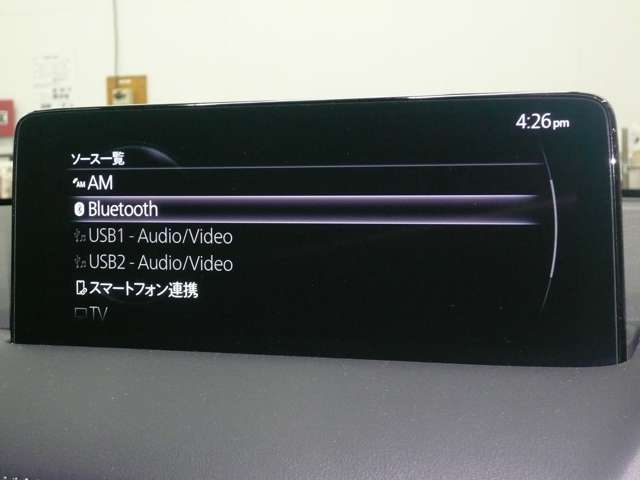 4:26pm
ソース一覧
AM AM
Bluetooth
USB1 - Audio/Video
USB2 - Audio/Video
スマートフォン連携
TV